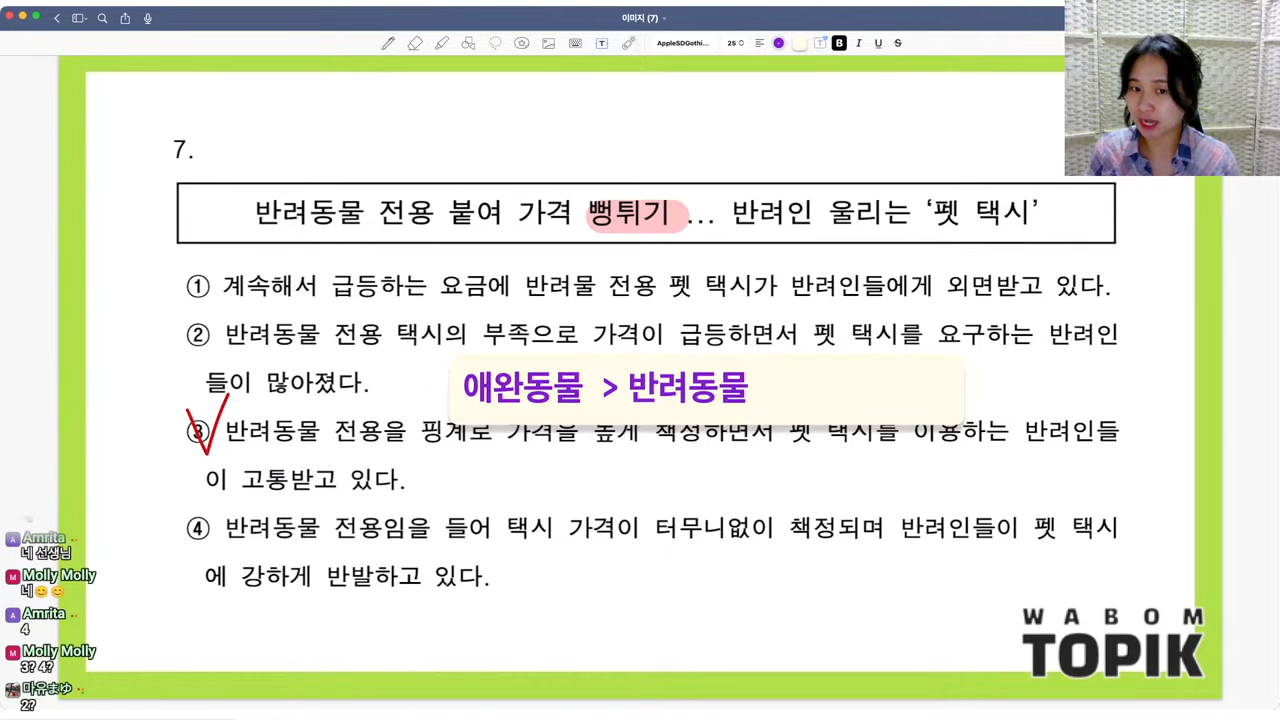 이미지 (7)
AppleSDGothi...
25
B I U S
7.
반려동물 전용 붙여 가격 뻥튀기 … 반려인 울리는 ‘펫 택시’
① 계속해서 급등하는 요금에 반려물 전용 펫 택시가 반려인들에게 외면받고 있다.
② 반려동물 전용 택시의 부족으로 가격이 급등하면서 펫 택시를 요구하는 반려인
들이 많아졌다.
애완동물 > 반려동물
③ 반려동물 전용을 핑계로 가격을 높게 책정하면서 펫 택시를 이용하는 반려인들
이 고통받고 있다.
④ 반려동물 전용임을 들어 택시 가격이 터무니없이 책정되며 반려인들이 펫 택시
에 강하게 반발하고 있다.
Amrita
네 선생님
Molly Molly
네😊😊
Amrita
4
Molly Molly
3? 4?
마유まゆ
2?
WABOM
TOPIK